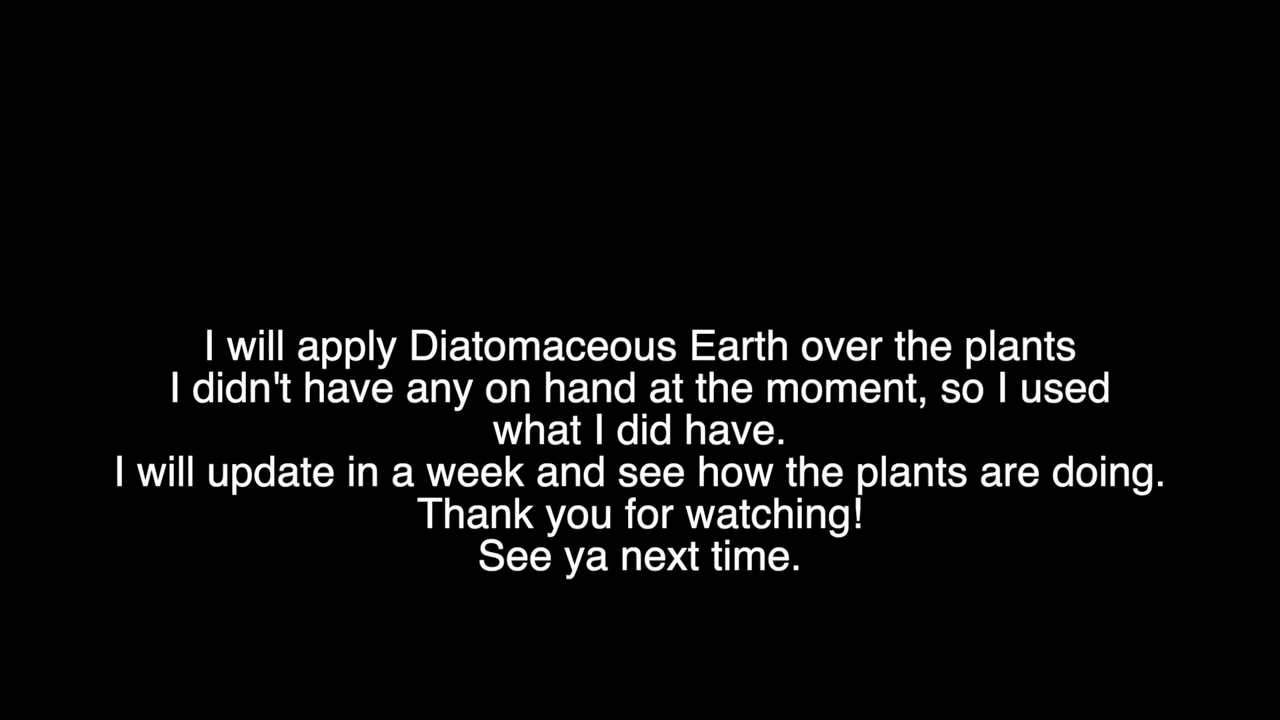 I will apply Diatomaceous Earth over the plants
I didn't have any on hand at the moment, so I used
what I did have.
I will update in a week and see how the plants are doing.
Thank you for watching!
See ya next time.